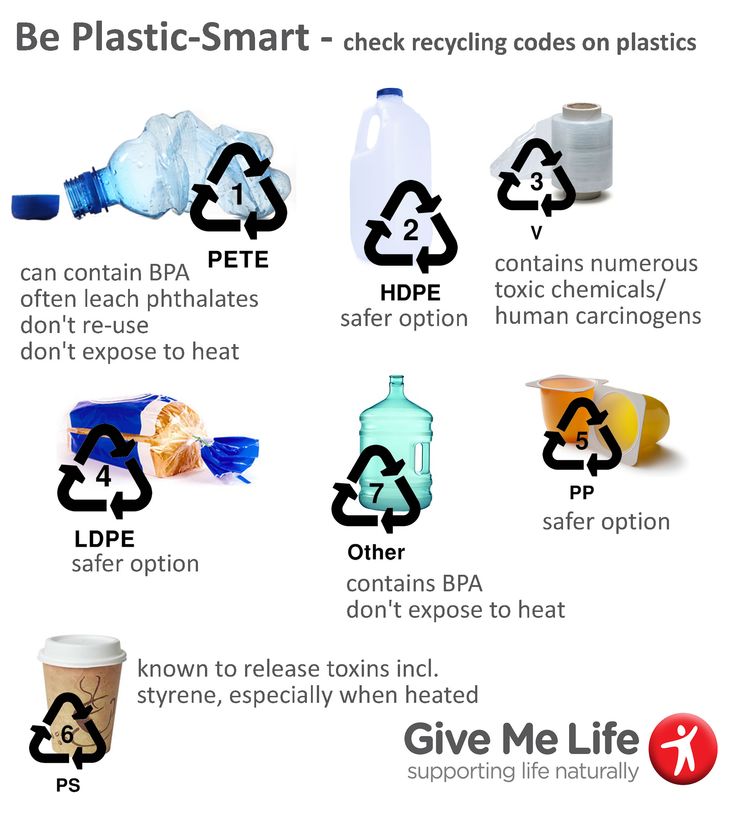 Be Plastic-Smart - check recycling codes on plastics
1
PETE
can contain BPA
often leach phthalates
don't re-use
don't expose to heat
2
HDPE
safer option
3
V
contains numerous
toxic chemicals/
human carcinogens
4
LDPE
safer option
7
Other
contains BPA
don't expose to heat
5
PP
safer option
6
PS
known to release toxins incl.
styrene, especially when heated
Give Me Life
supporting life naturally